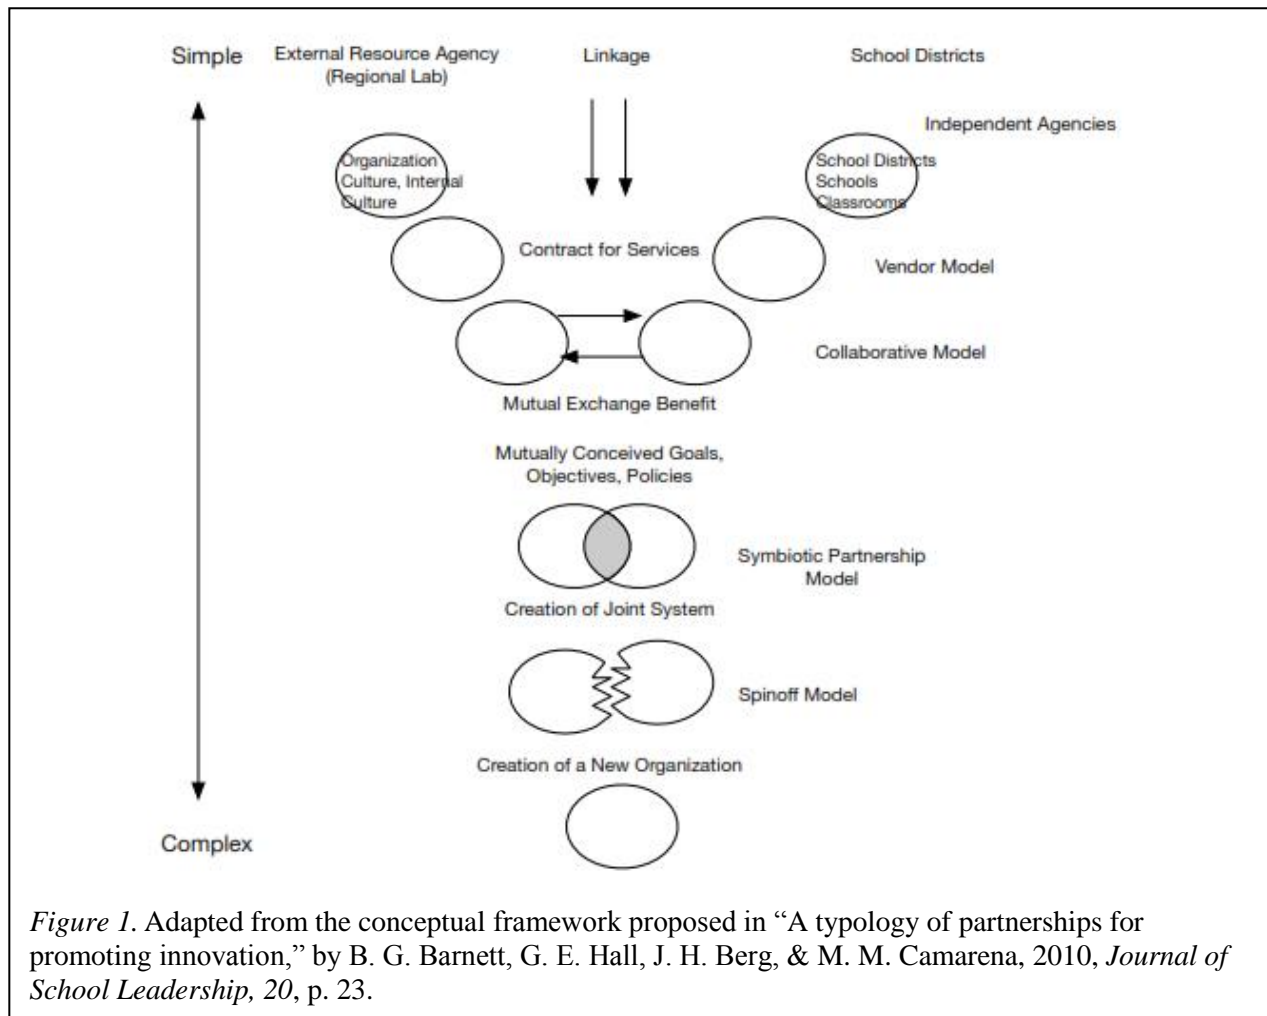 Simple
External Resource Agency
(Regional Lab)
Linkage
School Districts
Independent Agencies
Organization
Culture, Internal
Culture
School Districts
Schools
Classrooms
Contract for Services
Vendor Model
Collaborative Model
Mutual Exchange Benefit
Mutually Conceived Goals,
Objectives, Policies
Symbiotic Partnership
Model
Creation of Joint System
Spinoff Model
Creation of a New Organization
Complex
Figure 1. Adapted from the conceptual framework proposed in “A typology of partnerships for
promoting innovation,” by B. G. Barnett, G. E. Hall, J. H. Berg, & M. M. Camarena, 2010, Journal of
School Leadership, 20, p. 23.